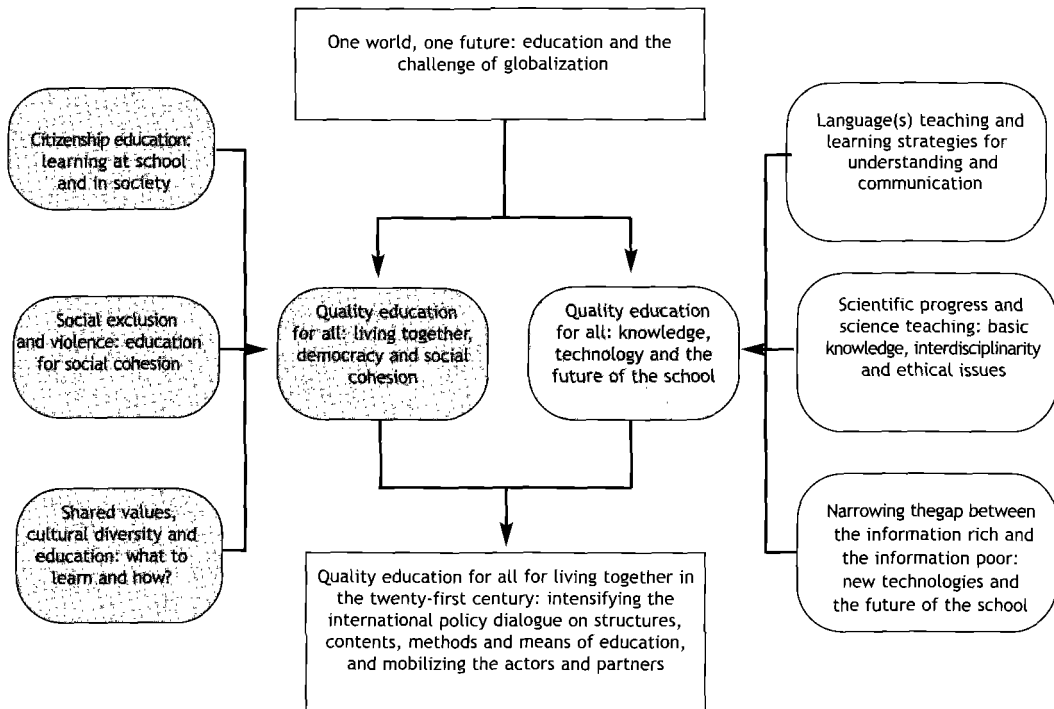 One world, one future: education and the
challenge of globalization
Citizenship education:
learning at school
and in society
Social exclusion
and violence: education
for social cohesion
Shared values,
cultural diversity and
education: what to
learn and how?
Quality education
for all: living together,
democracy and social
cohesion
Quality education
for all: knowledge,
technology and the
future of the school
Language(s) teaching and
learning strategies for
understanding and
communication
Scientific progress and
science teaching: basic
knowledge, interdisciplinarity
and ethical issues
Narrowing thegap between
the information rich and
the information poor:
new technologies and
the future of the school
Quality education for all for living together in
the twenty-first century: intensifying the
international policy dialogue on structures,
contents, methods and means of education,
and mobilizing the actors and partners